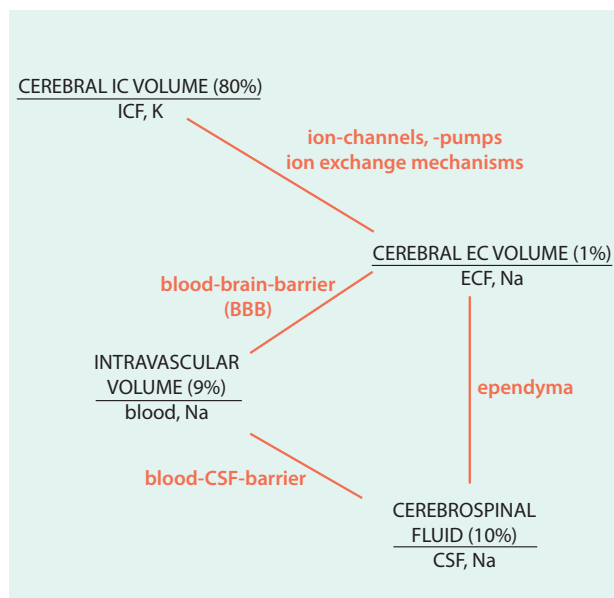 CEREBRAL IC VOLUME (80%)
ICF, K
ion-channels, -pumps
ion exchange mechanisms
CEREBRAL EC VOLUME (1%)
ECF, Na
blood-brain-barrier
(BBB)
INTRAVASCULAR
VOLUME (9%)
blood, Na
ependyma
blood-CSF-barrier
CEREBROSPINAL
FLUID (10%)
CSF, Na